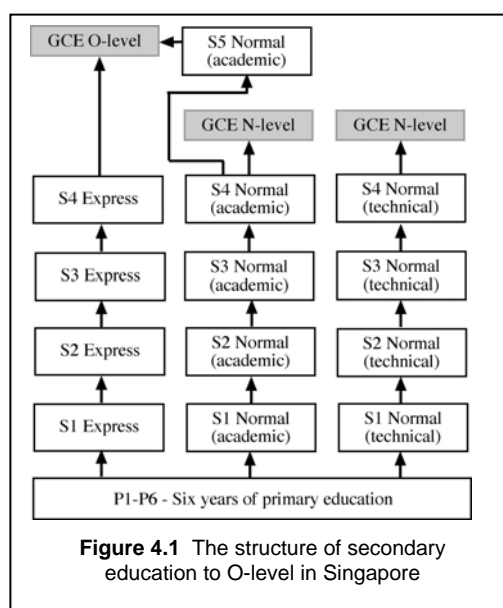 GCE O-level
S5 Normal
(academic)
GCE N-level
GCE N-level
S4 Express
S4 Normal
(academic)
S4 Normal
(technical)
S3 Express
S3 Normal
(academic)
S3 Normal
(technical)
S2 Express
S2 Normal
(academic)
S2 Normal
(technical)
S1 Express
S1 Normal
(academic)
S1 Normal
(technical)
P1-P6 - Six years of primary education
Figure 4.1 The structure of secondary
education to O-level in Singapore